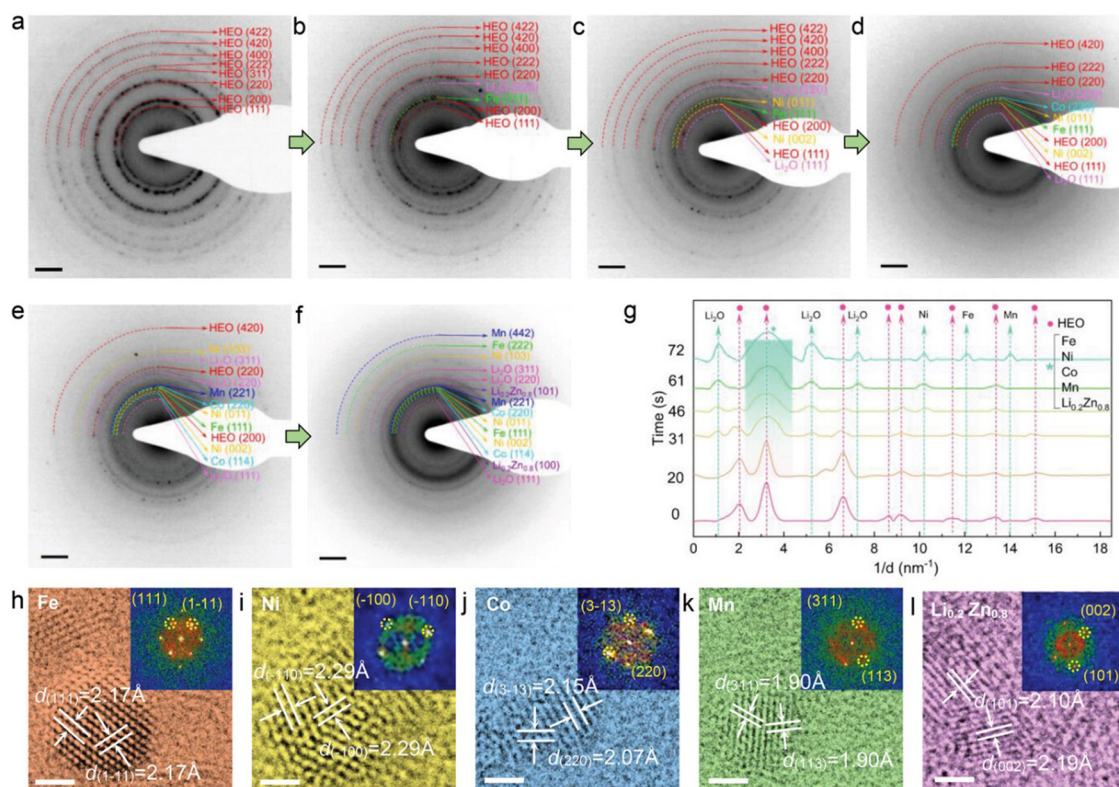 a
HEO (422)
HEO (420)
HEO (400)
HEO (222)
HEO (311)
HEO (220)
HEO (200)
HEO (111)
b
HEO (422)
HEO (420)
HEO (400)
HEO (222)
HEO (220)
HEO (200)
HEO (111)
c
HEO (422)
HEO (420)
HEO (400)
HEO (222)
HEO (220)
Ni (011)
HEO (200)
Ni (002)
HEO (111)
Li₂O (111)
d
HEO (420)
HEO (222)
HEO (220)
Ni (011)
Fe (111)
HEO (200)
Ni (002)
HEO (111)
Li₂O (111)
e
HEO (420)
Ni (103)
Li₂O (311)
HEO (220)
Li₂O (220)
Mn (221)
Co (220)
Ni (011)
Fe (111)
HEO (200)
Ni (002)
Co (114)
Li₂O (111)
f
Mn (442)
Fe (222)
Ni (103)
Li₂O (311)
Li₂O (220)
Li₀.₂Zn₀.₈ (101)
Mn (221)
Co (220)
Ni (011)
Fe (111)
Ni (002)
Co (114)
Li₀.₂Zn₀.₈ (100)
Li₂O (111)
g
Li₂O
*
Li₂O
Li₂O
Ni
Fe
Mn
HEO
Fe
Ni
* Co
Mn
Li₀.₂Zn₀.₈
Time (s)
72
61
46
31
20
0
0 2 4 6 8 10 12 14 16 18
1/d (nm⁻¹)
h Fe
(111) (1-11)
d(111)=2.17Å
d(1-11)=2.17Å
i Ni
(-100) (-110)
d(-110)=2.29Å
d(-100)=2.29Å
j Co
(3-13)
(220)
d(3-13)=2.15Å
d(220)=2.07Å
k Mn
(311)
(113)
d(311)=1.90Å
d(113)=1.90Å
l Li₀.₂ Zn₀.₈
(002)
(101)
d(101)=2.10Å
d(002)=2.19Å